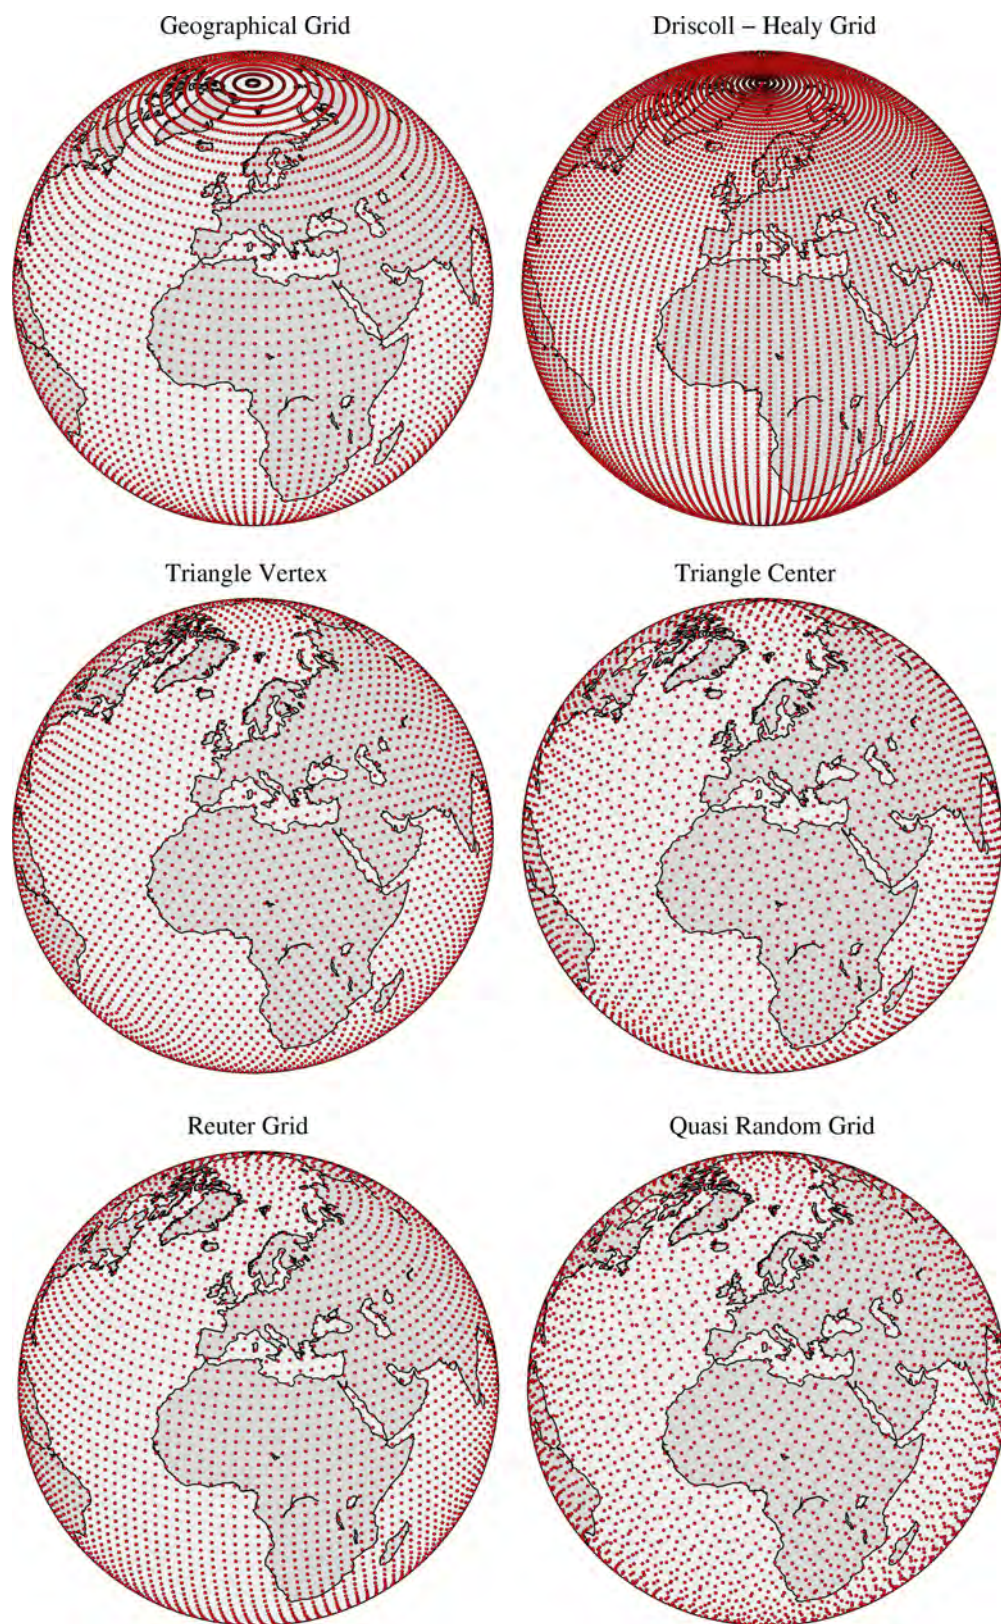 Geographical Grid
Driscoll – Healy Grid
Triangle Vertex
Triangle Center
Reuter Grid
Quasi Random Grid